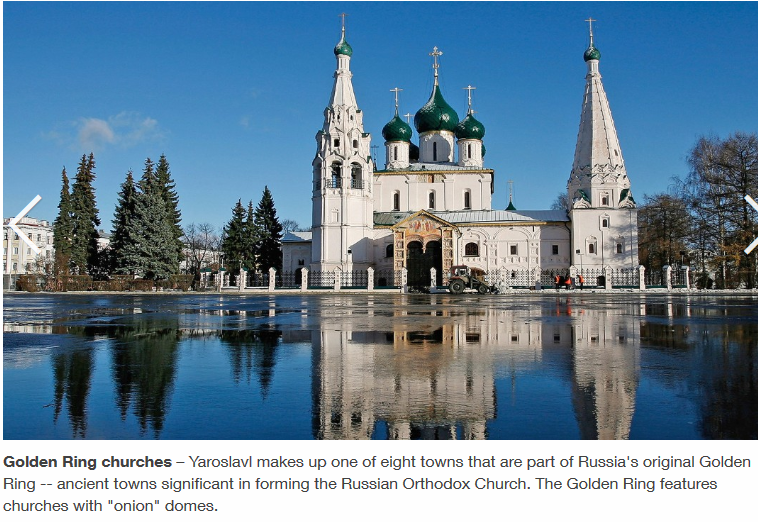 Golden Ring churches – Yaroslavl makes up one of eight towns that are part of Russia's original Golden
Ring -- ancient towns significant in forming the Russian Orthodox Church. The Golden Ring features
churches with "onion" domes.